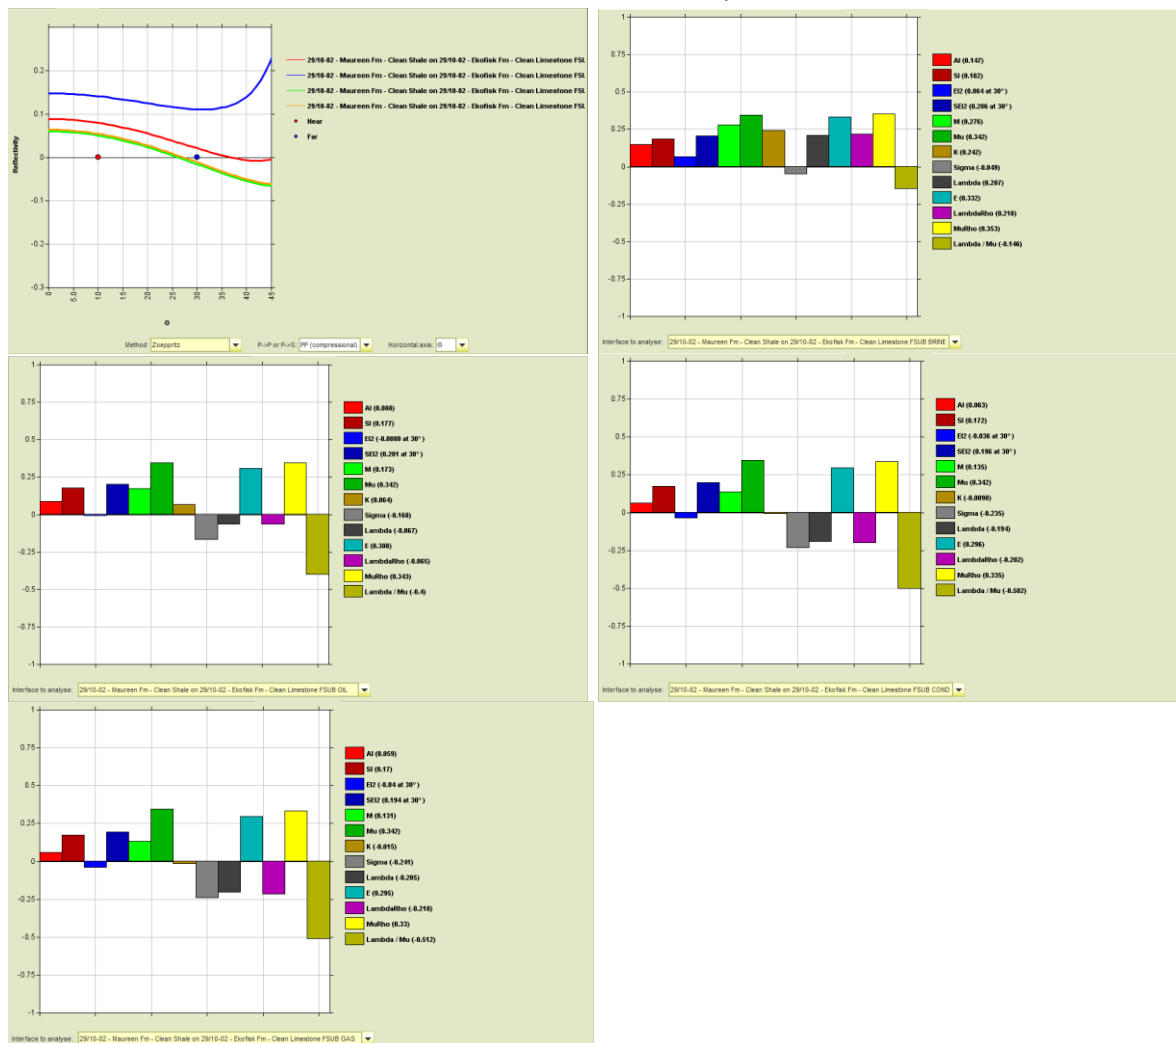 0.2
0.1
0
-0.1
-0.2
-0.3
Reflectivity
0
5.0
10
15
20
25
30
35
40
45
Θ
29/10-02 - Maureen Fm - Clean Shale on 29/10-02 - Ekofisk Fm - Clean Limestone FSU
29/10-02 - Maureen Fm - Clean Shale on 29/10-02 - Ekofisk Fm - Clean Limestone FSU
29/10-02 - Maureen Fm - Clean Shale on 29/10-02 - Ekofisk Fm - Clean Limestone FSU
29/10-02 - Maureen Fm - Clean Shale on 29/10-02 - Ekofisk Fm - Clean Limestone FSU
Near
Far
Method: Zoeppritz P->P or P->S: PP (compressional) Horizontal axis: Θ
1
0.75
0.5
0.25
0
-0.25
-0.5
-0.75
-1
AI (0.147)
SI (0.182)
EI2 (0.064 at 30° )
SEI2 (0.206 at 30° )
M (0.276)
Mu (0.342)
K (0.242)
Sigma (-0.049)
Lambda (0.207)
E (0.332)
LambdaRho (0.218)
MuRho (0.353)
Lambda / Mu (-0.146)
Interface to analyse: 29/10-02 - Maureen Fm - Clean Shale on 29/10-02 - Ekofisk Fm - Clean Limestone FSUB BRINE
1
0.75
0.5
0.25
0
-0.25
-0.5
-0.75
-1
AI (0.088)
SI (0.177)
EI2 (-0.0080 at 30° )
SEI2 (0.201 at 30° )
M (0.173)
Mu (0.342)
K (0.064)
Sigma (-0.168)
Lambda (-0.067)
E (0.308)
LambdaRho (-0.065)
MuRho (0.343)
Lambda / Mu (-0.4)
Interface to analyse: 29/10-02 - Maureen Fm - Clean Shale on 29/10-02 - Ekofisk Fm - Clean Limestone FSUB OIL
1
0.75
0.5
0.25
0
-0.25
-0.5
-0.75
-1
AI (0.063)
SI (0.172)
EI2 (-0.036 at 30° )
SEI2 (0.196 at 30° )
M (0.135)
Mu (0.342)
K (-0.0090)
Sigma (-0.235)
Lambda (-0.194)
E (0.296)
LambdaRho (-0.202)
MuRho (0.335)
Lambda / Mu (-0.502)
Interface to analyse: 29/10-02 - Maureen Fm - Clean Shale on 29/10-02 - Ekofisk Fm - Clean Limestone FSUB COND
1
0.75
0.5
0.25
0
-0.25
-0.5
-0.75
-1
AI (0.059)
SI (0.17)
EI2 (-0.04 at 30° )
SEI2 (0.194 at 30° )
M (0.131)
Mu (0.342)
K (-0.015)
Sigma (-0.241)
Lambda (-0.205)
E (0.295)
LambdaRho (-0.218)
MuRho (0.33)
Lambda / Mu (-0.512)
Interface to analyse: 29/10-02 - Maureen Fm - Clean Shale on 29/10-02 - Ekofisk Fm - Clean Limestone FSUB GAS